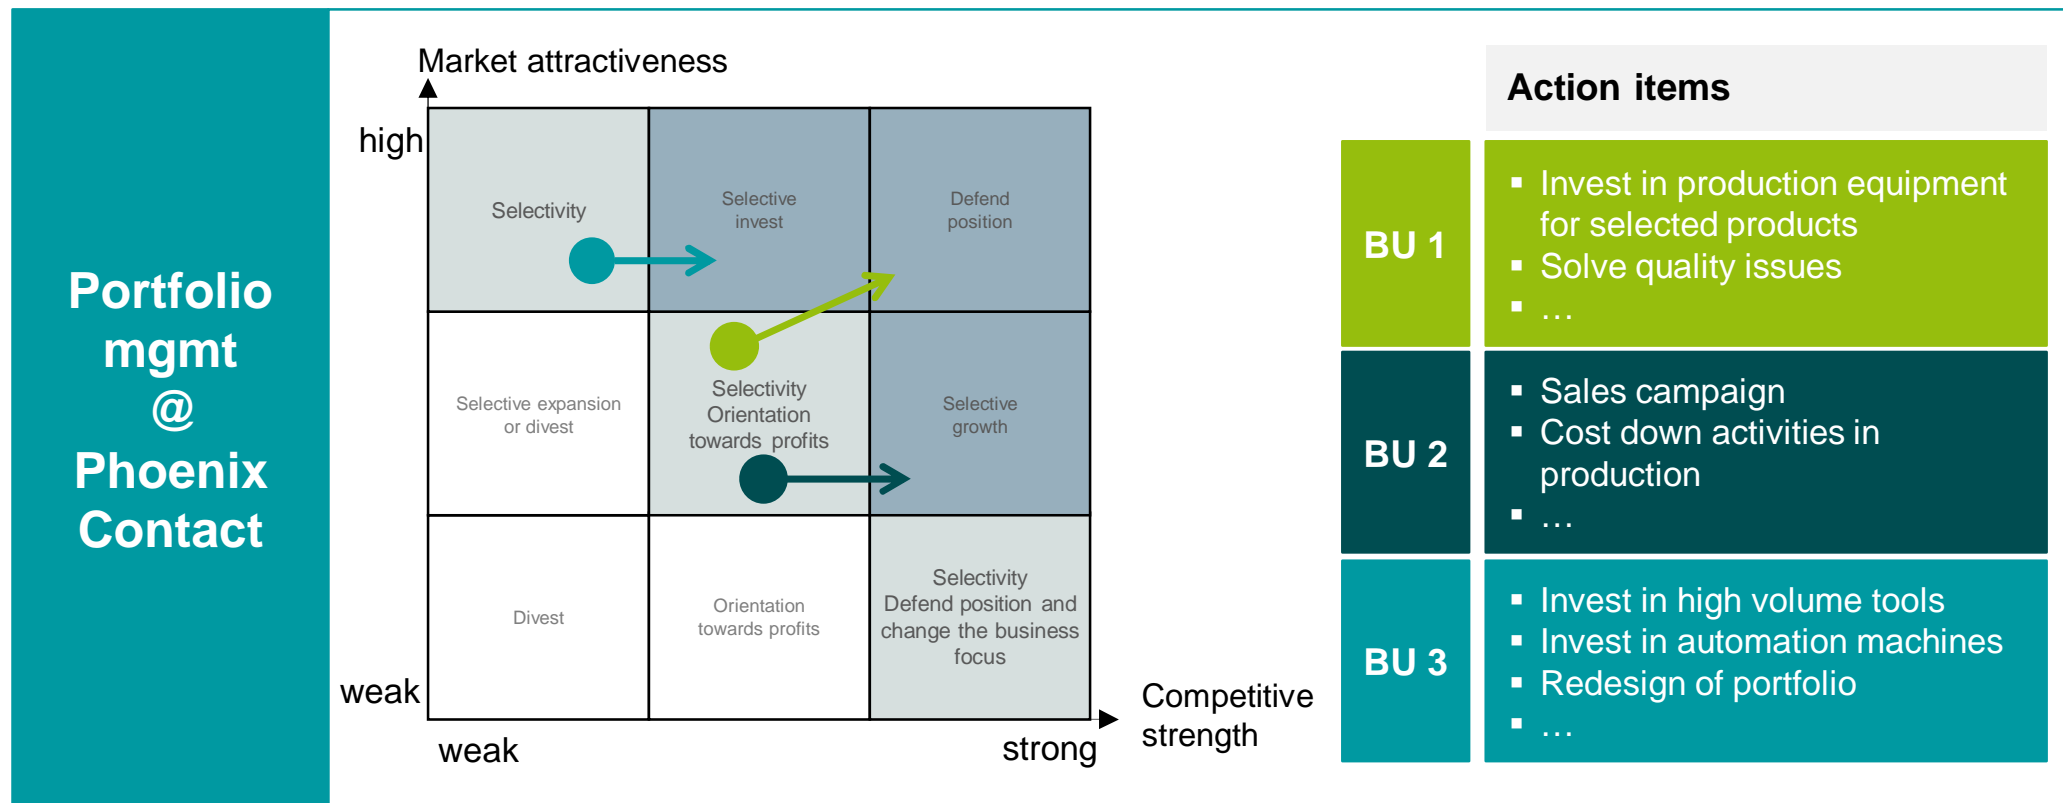 Portfolio
mgmt
@
Phoenix
Contact
Market attractiveness
high
weak
weak
strong
Competitive
strength
Selectivity
Selective
invest
Defend
position
Selective expansion
or divest
Selectivity
Orientation
towards profits
Selective
growth
Divest
Orientation
towards profits
Selectivity
Defend position and
change the business
focus
Action items
BU 1
▪ Invest in production equipment
for selected products
▪ Solve quality issues
▪ …
BU 2
▪ Sales campaign
▪ Cost down activities in
production
▪ …
BU 3
▪ Invest in high volume tools
▪ Invest in automation machines
▪ Redesign of portfolio
▪ …